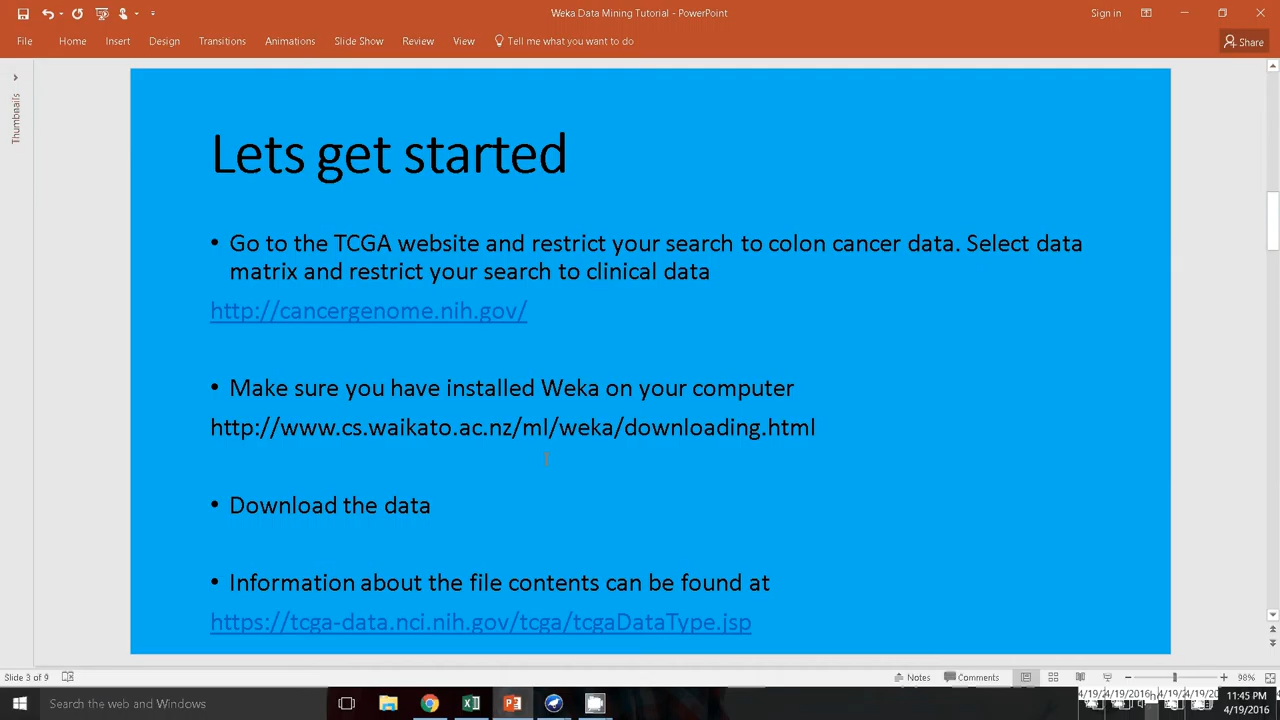 Weka Data Mining Tutorial - PowerPoint
Sign in
File Home Insert Design Transitions Animations Slide Show Review View Tell me what you want to do
Share
Thumbnails
Lets get started
• Go to the TCGA website and restrict your search to colon cancer data. Select data
matrix and restrict your search to clinical data
http://cancergenome.nih.gov/
• Make sure you have installed Weka on your computer
http://www.cs.waikato.ac.nz/ml/weka/downloading.html
• Download the data
• Information about the file contents can be found at
https://tcga-data.nci.nih.gov/tcga/tcgaDataType.jsp
Slide 3 of 9
Notes Comments 98%
Search the web and Windows
11:45 PM
4/19/2016